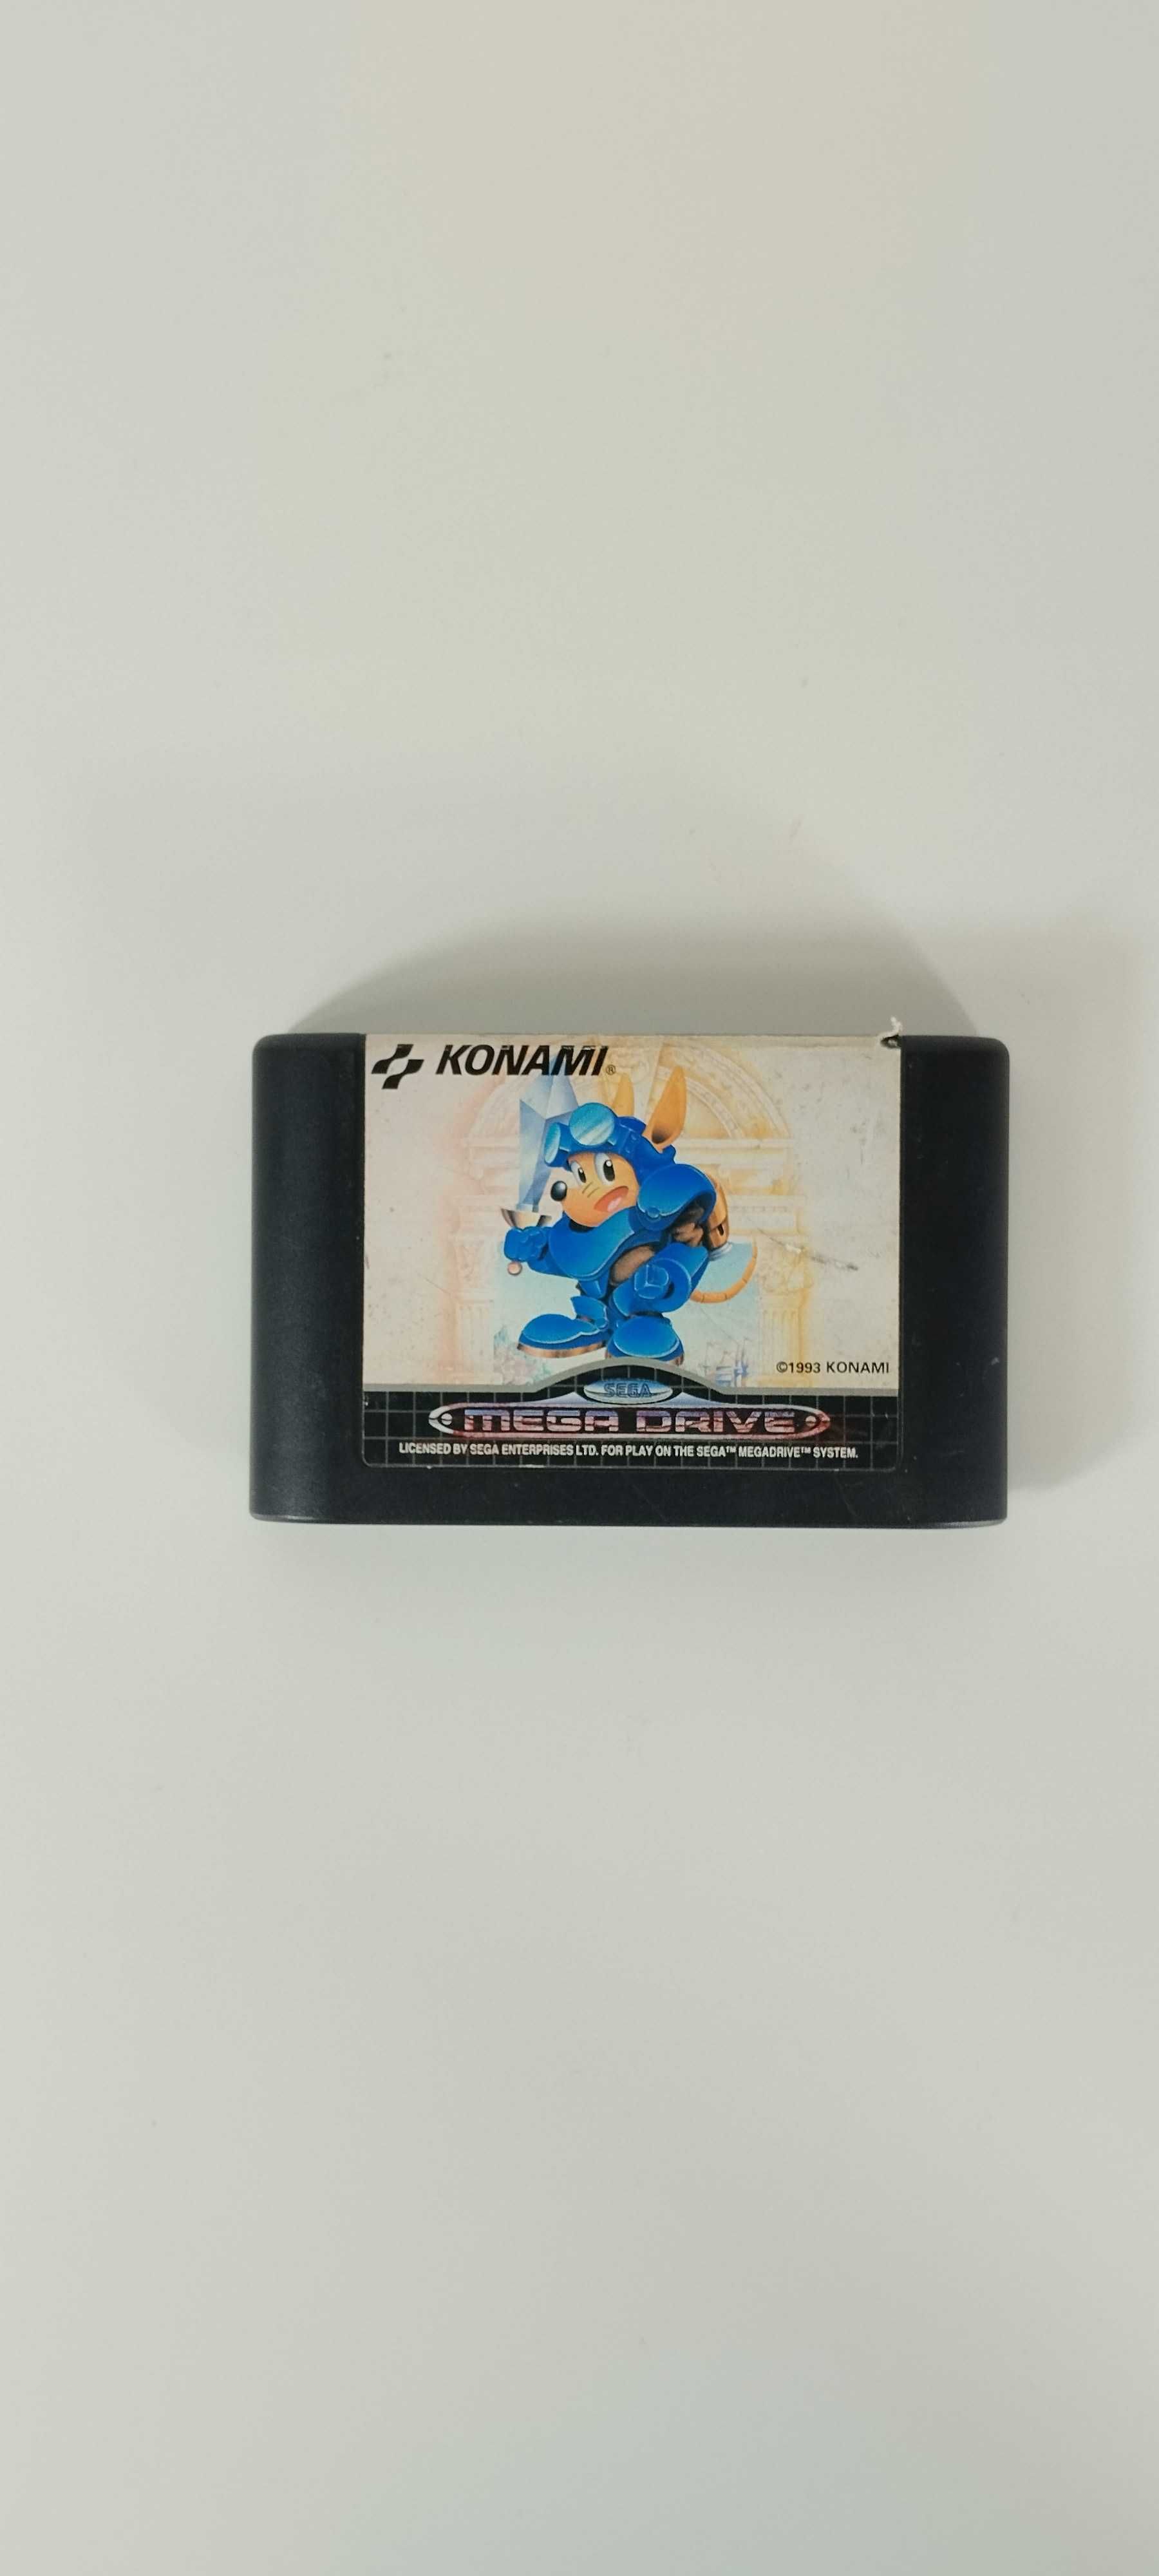 KONAMI®
©1993 KONAMI
SEGA
MEGA DRIVE
LICENSED BY SEGA ENTERPRISES LTD. FOR PLAY ON THE SEGA™ MEGADRIVE™ SYSTEM.